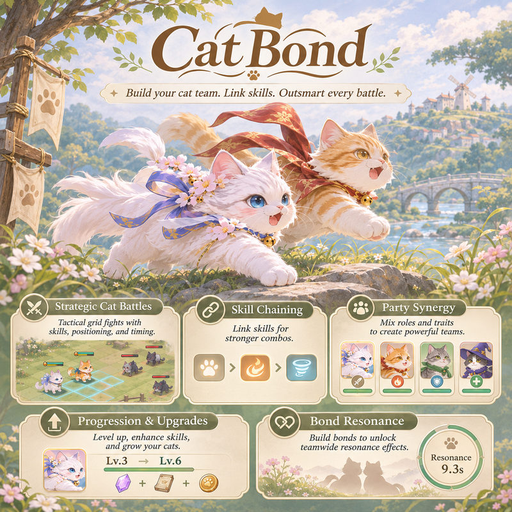 Cat Bond
Build your cat team. Link skills. Outsmart every battle.
Strategic Cat Battles
Tactical grid fights with
skills, positioning, and timing.
Skill Chaining
Link skills for
stronger combos.
Party Synergy
Mix roles and traits
to create powerful teams.
Progression & Upgrades
Level up, enhance skills,
and grow your cats.
Lv.3 → Lv.6
Bond Resonance
Build bonds to unlock
teamwide resonance effects.
Resonance
9.3s